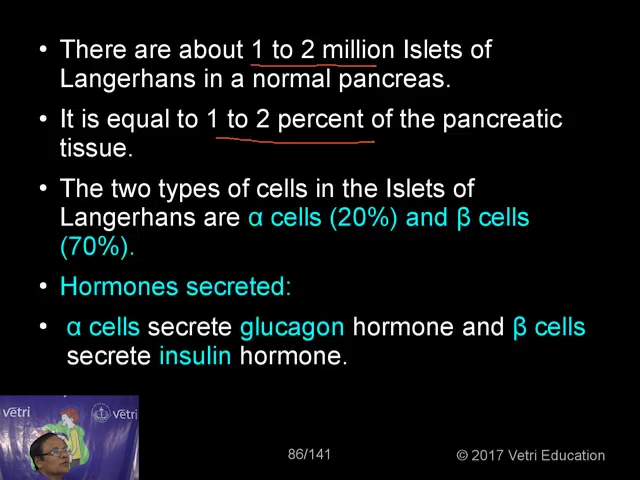 • There are about 1 to 2 million Islets of
Langerhans in a normal pancreas.
• It is equal to 1 to 2 percent of the pancreatic
tissue.
• The two types of cells in the Islets of
Langerhans are α cells (20%) and β cells
(70%).
• Hormones secreted:
• α cells secrete glucagon hormone and β cells
secrete insulin hormone.
vetri vetri
86/141 © 2017 Vetri Education